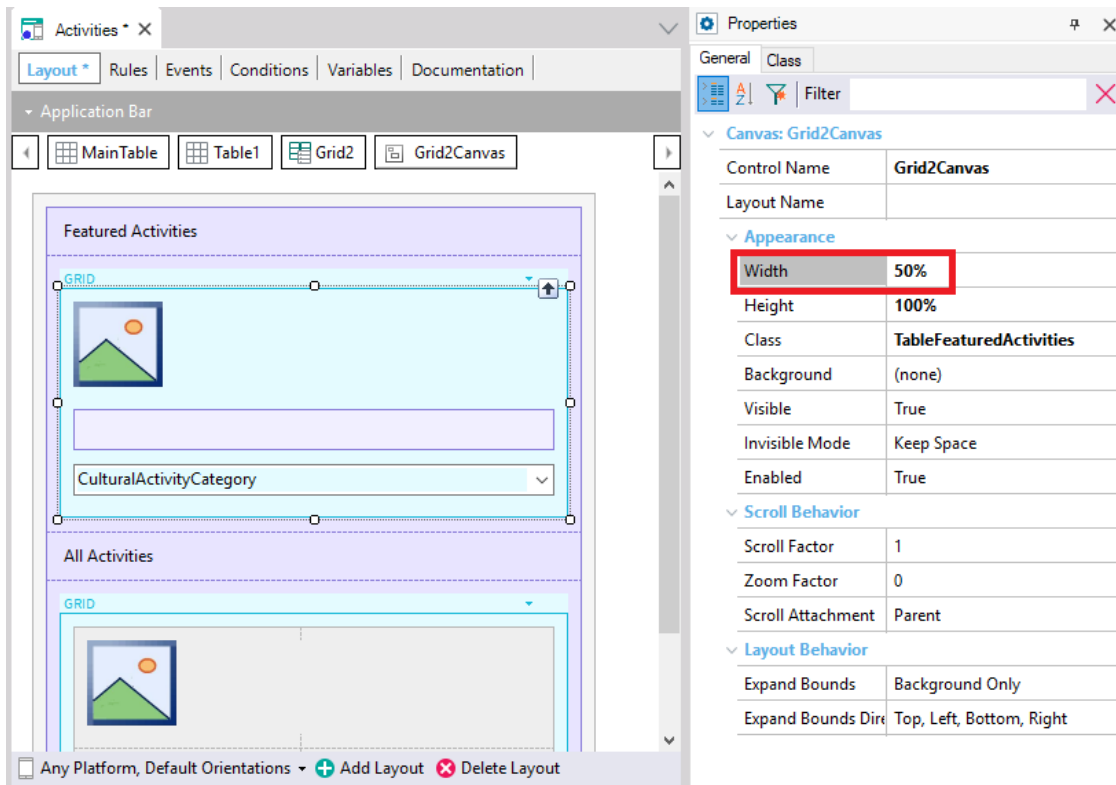 Activities *
Layout * Rules Events Conditions Variables Documentation
Application Bar
MainTable Table1 Grid2 Grid2Canvas
Featured Activities
GRID
CulturalActivityCategory
All Activities
GRID
Any Platform, Default Orientations Add Layout Delete Layout
Properties
General Class
Filter
Canvas: Grid2Canvas
Control Name Grid2Canvas
Layout Name
Appearance
Width 50%
Height 100%
Class TableFeaturedActivities
Background (none)
Visible True
Invisible Mode Keep Space
Enabled True
Scroll Behavior
Scroll Factor 1
Zoom Factor 0
Scroll Attachment Parent
Layout Behavior
Expand Bounds Background Only
Expand Bounds Dire Top, Left, Bottom, Right